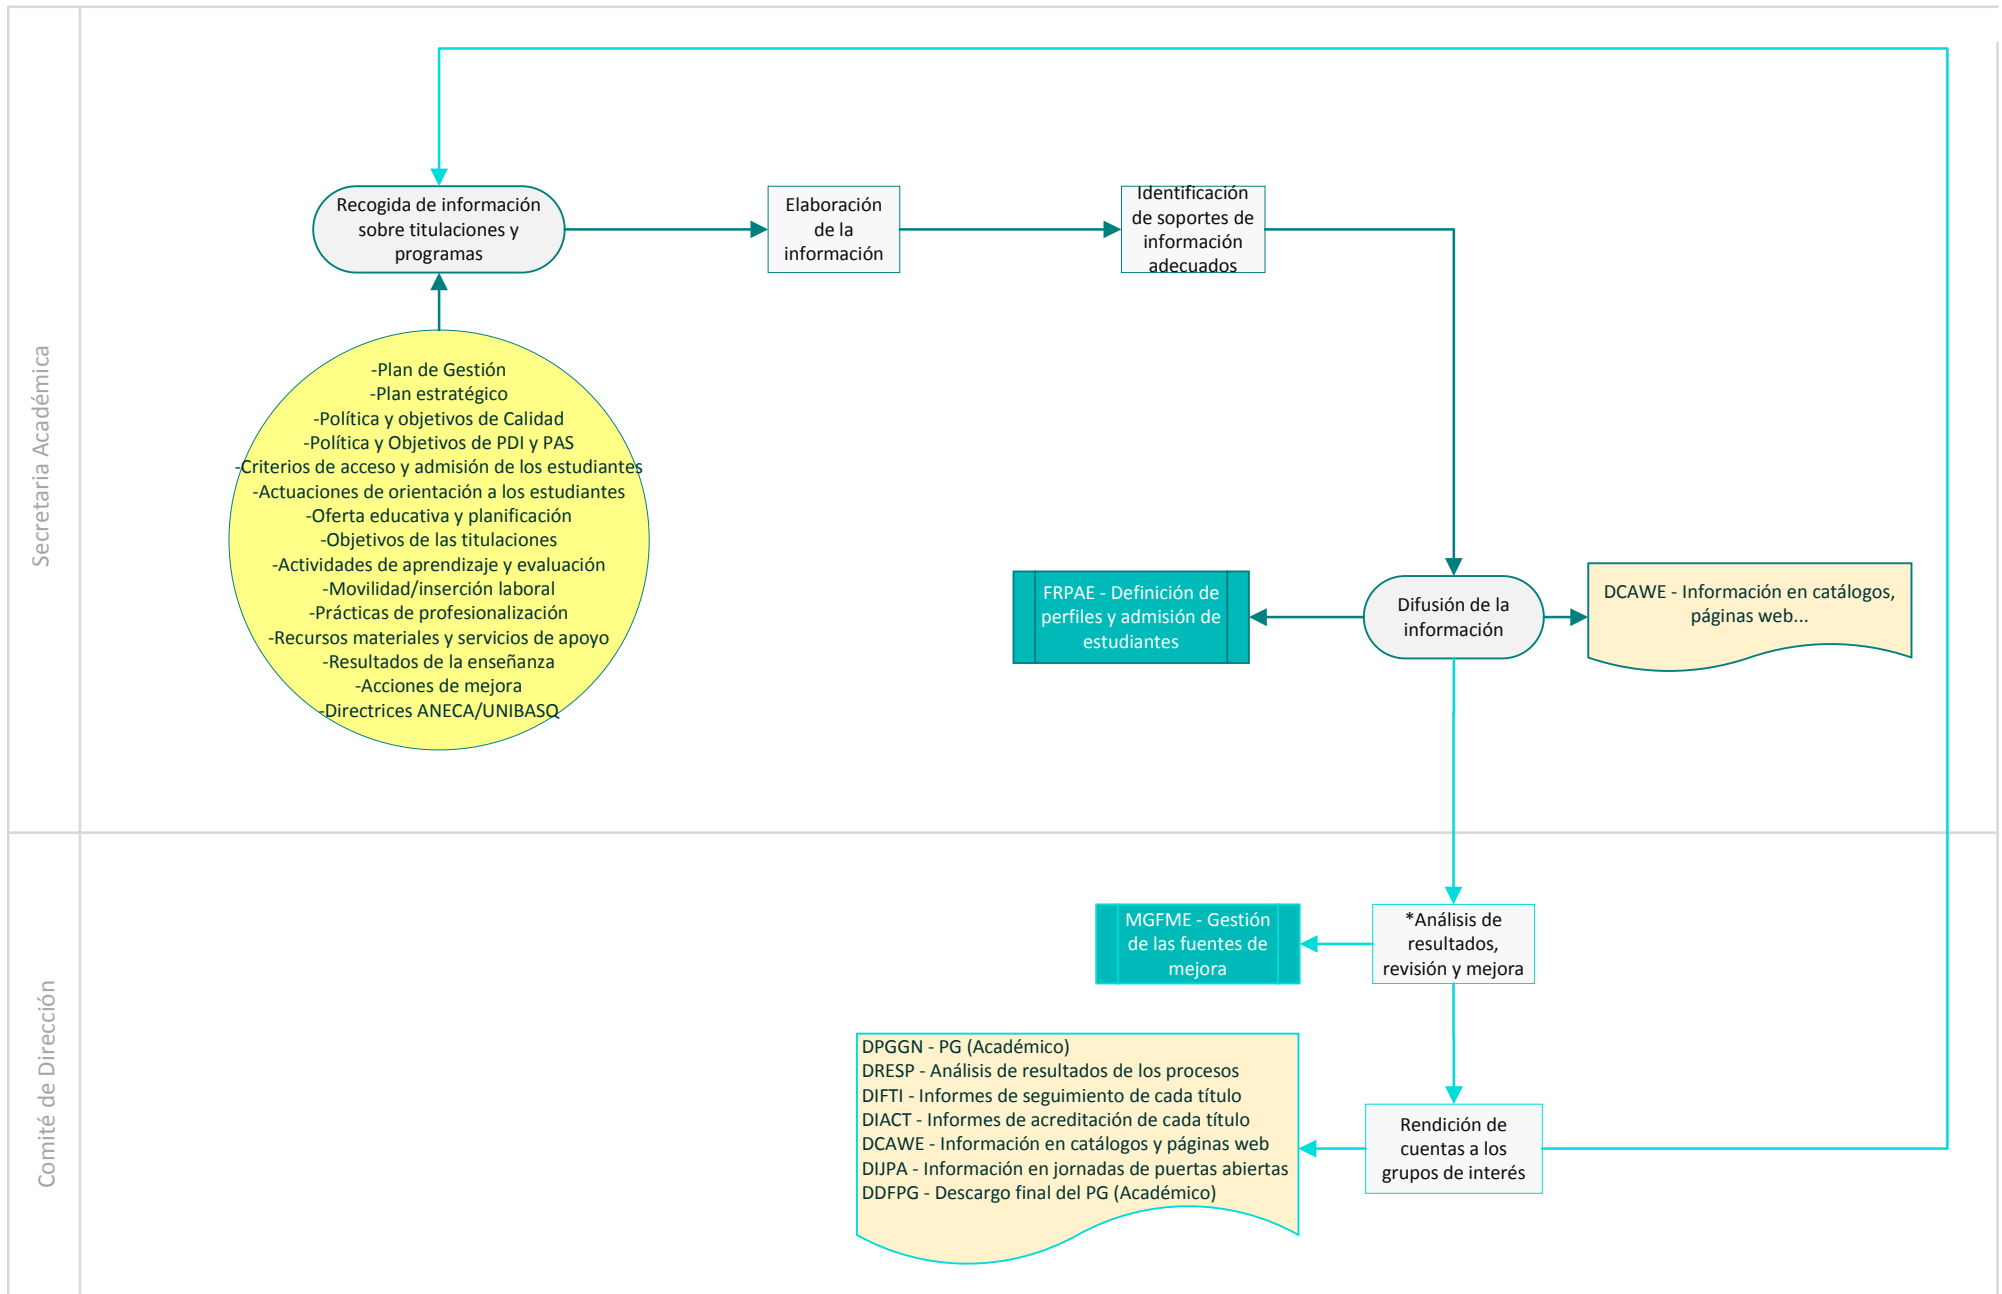 Secretaria Académica
Recogida de información
sobre titulaciones y
programas
Elaboración
de la
información
Identificación
de soportes de
información
adecuados
-Plan de Gestión
-Plan estratégico
-Política y objetivos de Calidad
-Política y Objetivos de PDI y PAS
-Criterios de acceso y admisión de los estudiantes
-Actuaciones de orientación a los estudiantes
-Oferta educativa y planificación
-Objetivos de las titulaciones
-Actividades de aprendizaje y evaluación
-Movilidad/inserción laboral
-Prácticas de profesionalización
-Recursos materiales y servicios de apoyo
-Resultados de la enseñanza
-Acciones de mejora
-Directrices ANECA/UNIBASQ
FRPAE - Definición de
perfiles y admisión de
estudiantes
Difusión de la
información
DCAWE - Información en catálogos,
páginas web...
Comité de Dirección
MGFME - Gestión
de las fuentes de
mejora
*Análisis de
resultados,
revisión y mejora
DPGGN - PG (Académico)
DRESP - Análisis de resultados de los procesos
DIFTI - Informes de seguimiento de cada título
DIACT - Informes de acreditación de cada título
DCAWE - Información en catálogos y páginas web
DIJPA - Información en jornadas de puertas abiertas
DDFPG - Descargo final del PG (Académico)
Rendición de
cuentas a los
grupos de interés